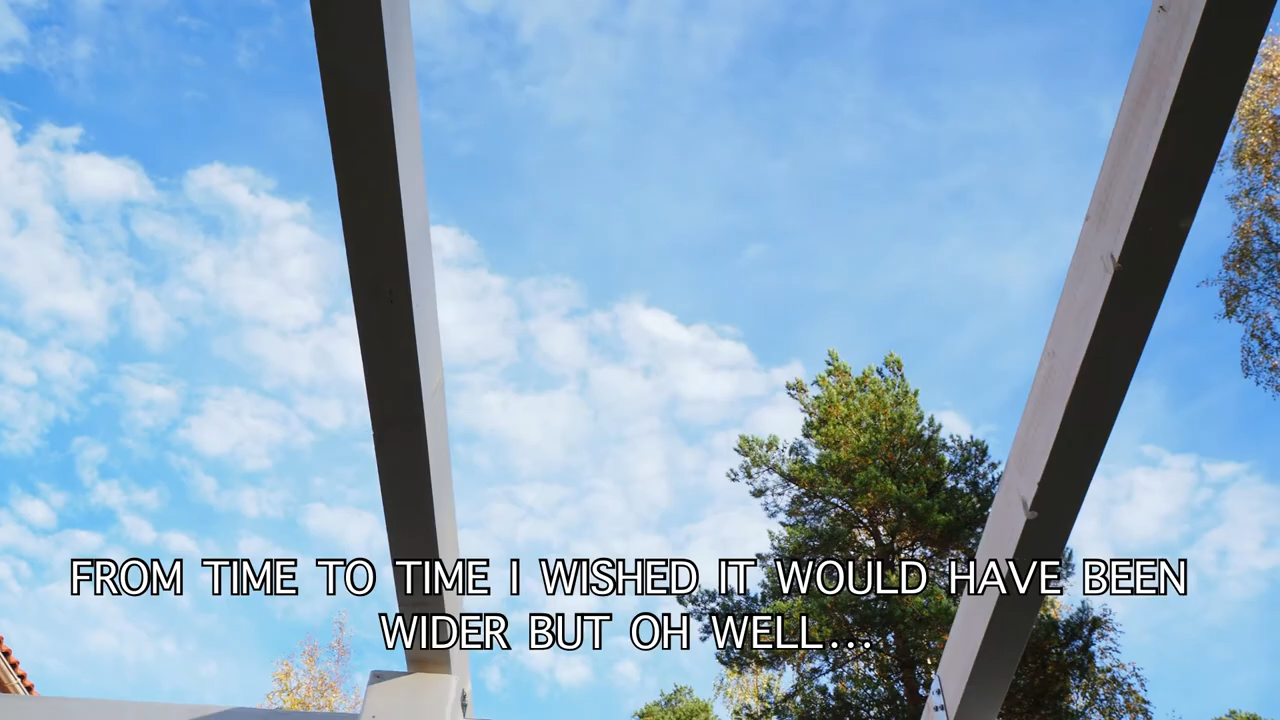 FROM TIME TO TIME I WISHED IT WOULD HAVE BEEN
WIDER BUT OH WELL...